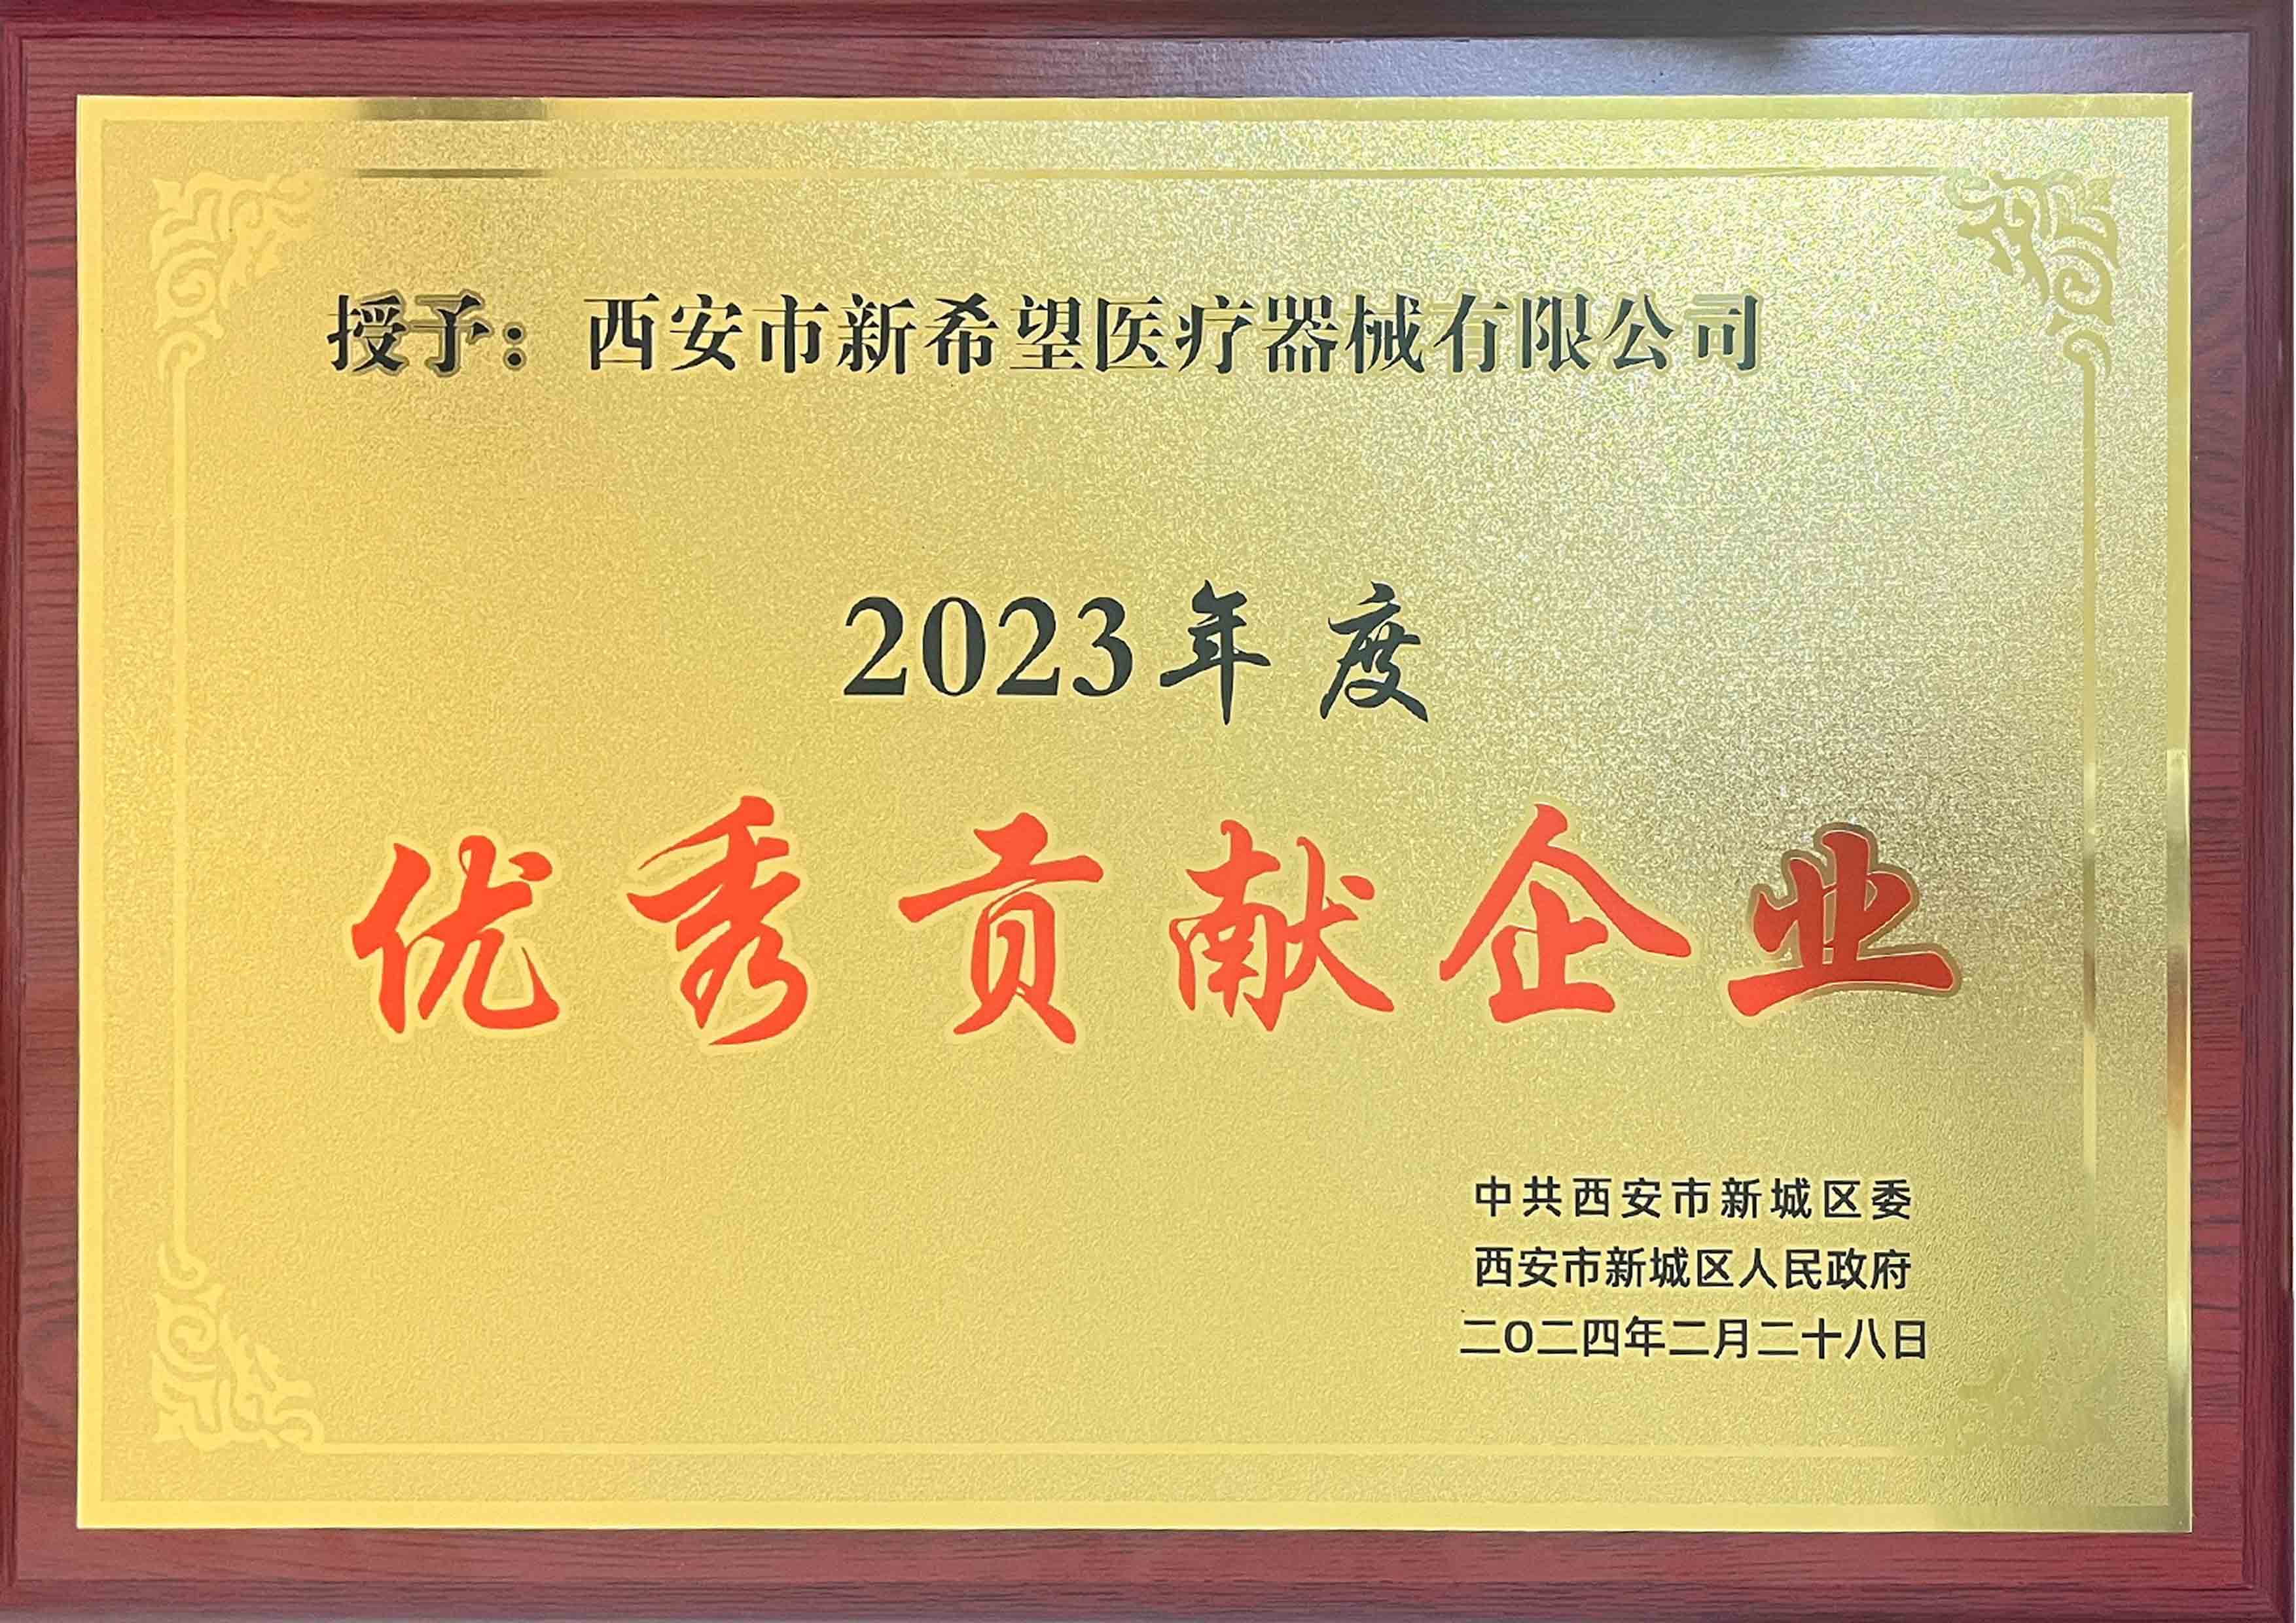 授予：西安市新希望医疗器械有限公司
2023年度
优秀贡献企业
中共西安市新城区委
西安市新城区人民政府
二〇二四年二月二十八日